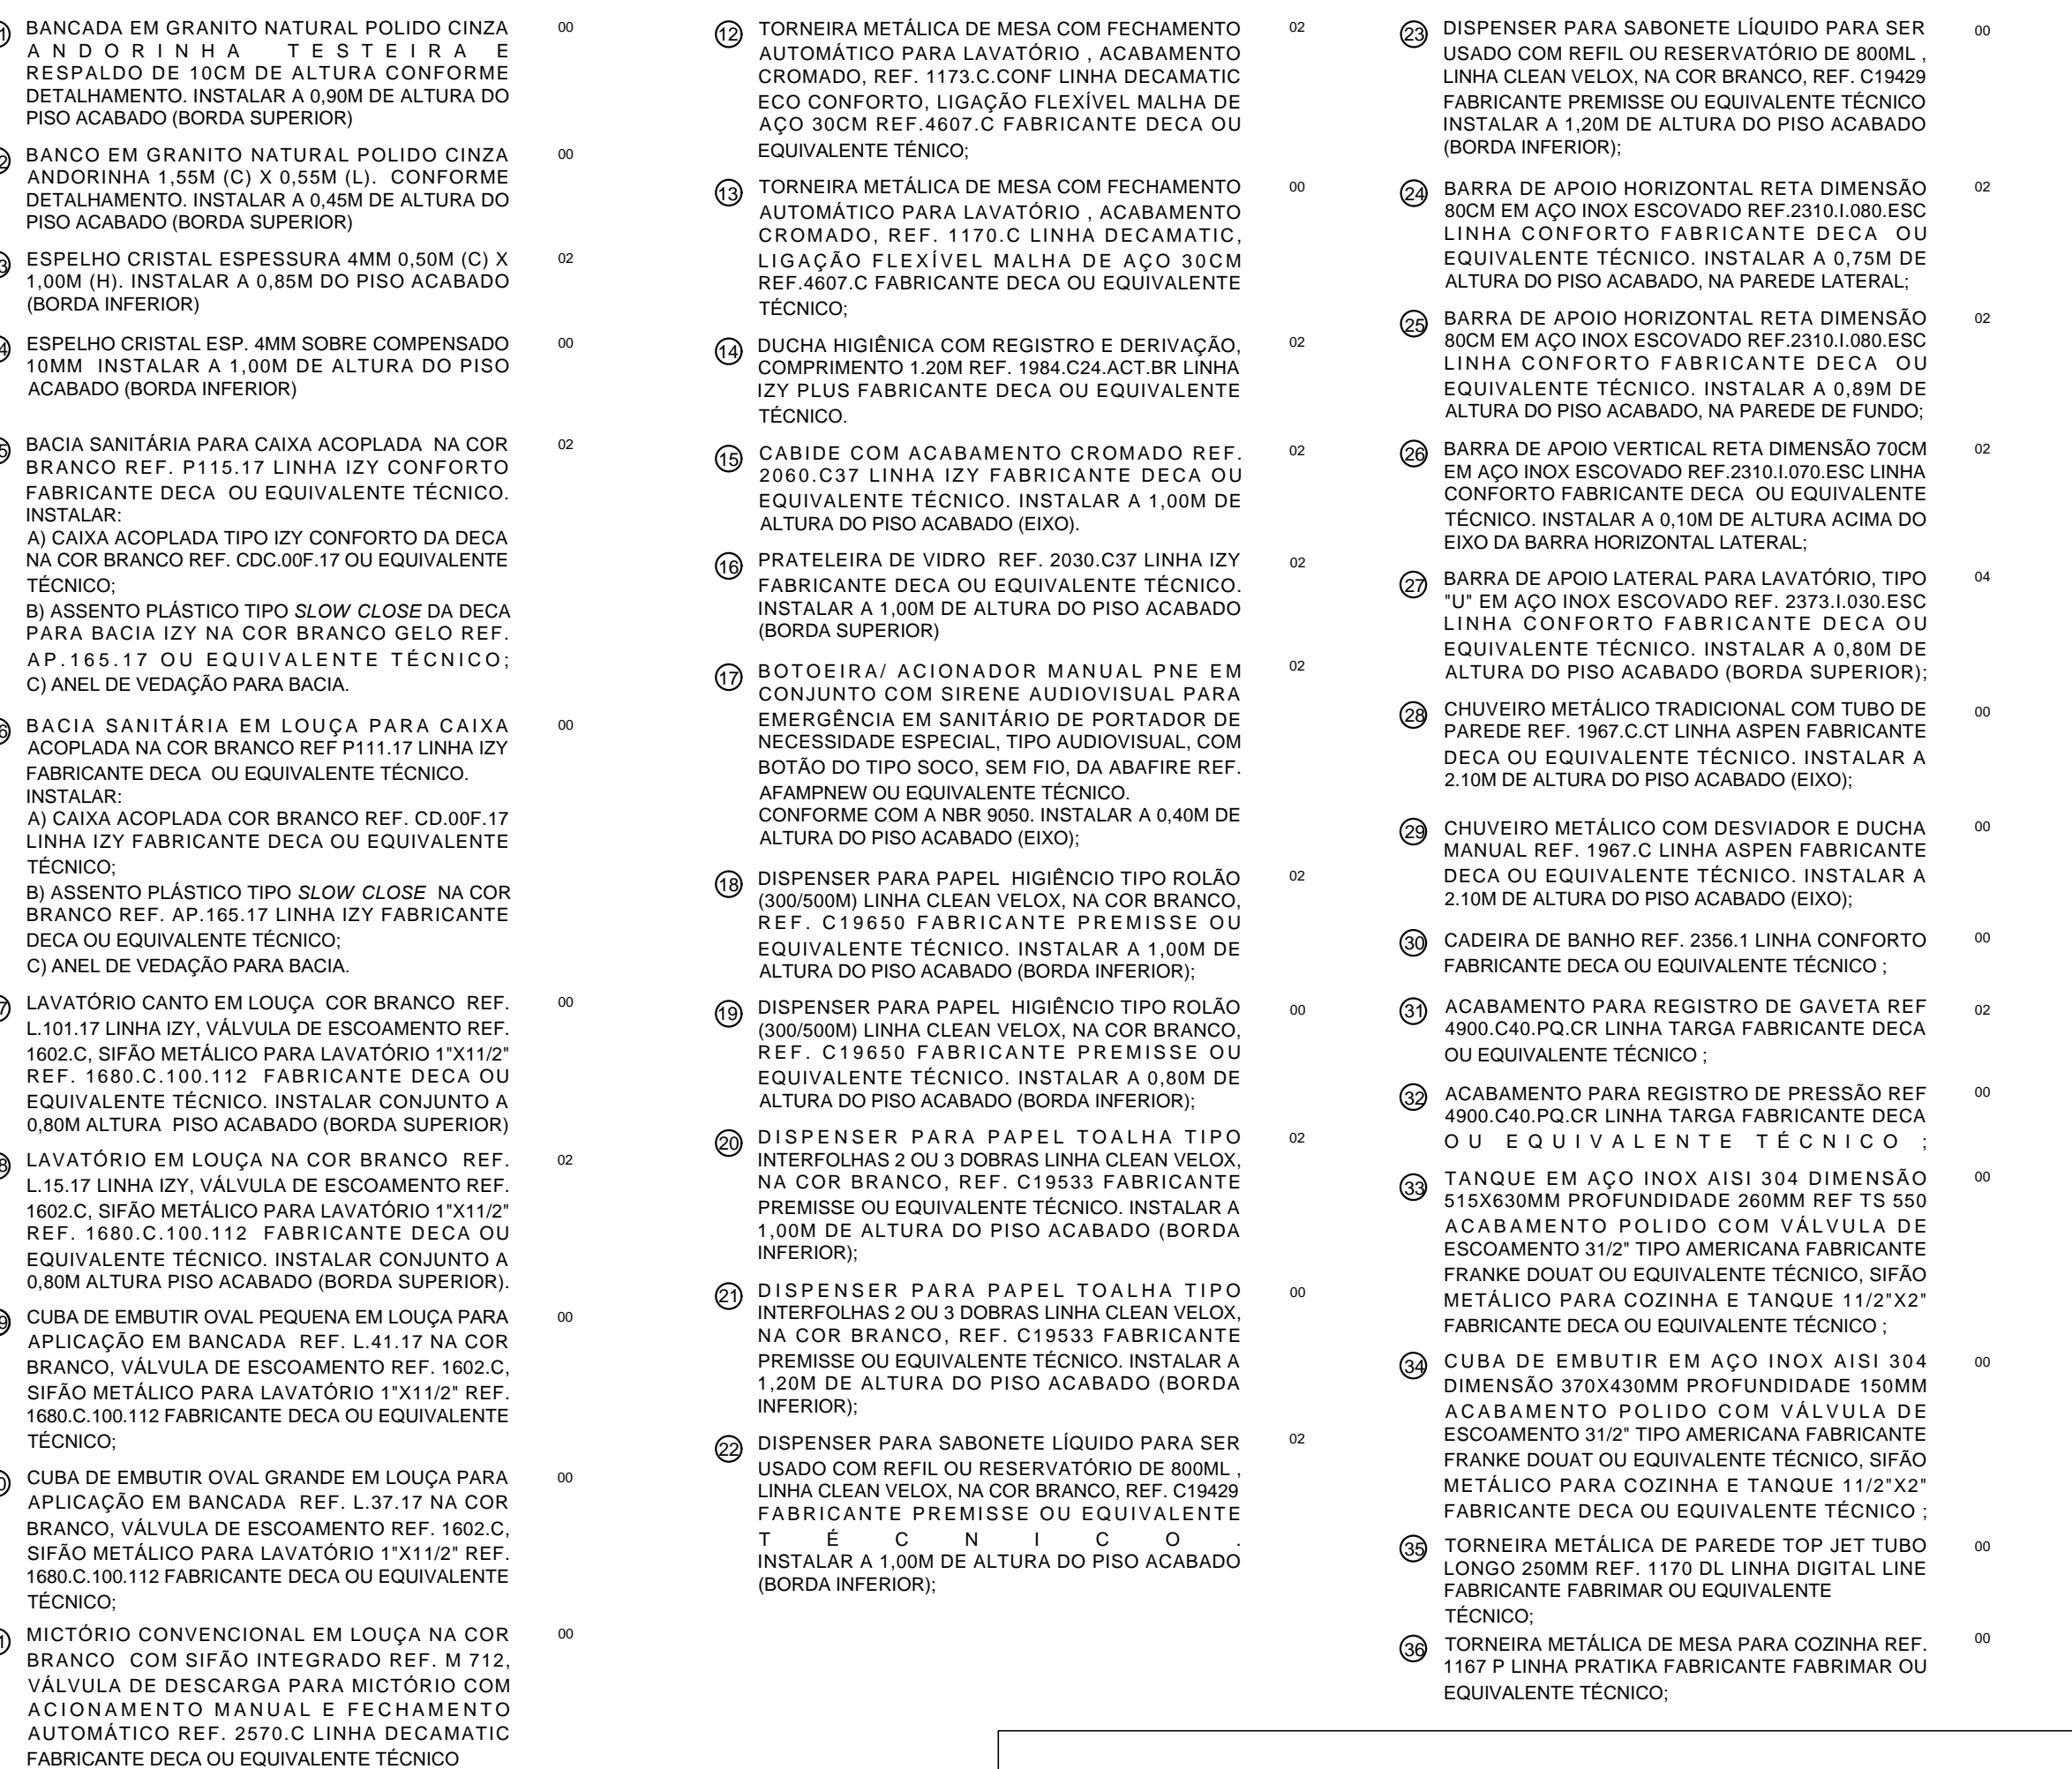 1 BANCADA EM GRANITO NATURAL POLIDO CINZA 00
ANDORINHA TESTEIRA E
RESPALDO DE 10CM DE ALTURA CONFORME
DETALHAMENTO. INSTALAR A 0,90M DE ALTURA DO
PISO ACABADO (BORDA SUPERIOR)
2 BANCO EM GRANITO NATURAL POLIDO CINZA 00
ANDORINHA 1,55M (C) X 0,55M (L). CONFORME
DETALHAMENTO. INSTALAR A 0,45M DE ALTURA DO
PISO ACABADO (BORDA SUPERIOR)
3 ESPELHO CRISTAL ESPESSURA 4MM 0,50M (C) X 02
1,00M (H). INSTALAR A 0,85M DO PISO ACABADO
(BORDA INFERIOR)
4 ESPELHO CRISTAL ESP. 4MM SOBRE COMPENSADO 00
10MM INSTALAR A 1,00M DE ALTURA DO PISO
ACABADO (BORDA INFERIOR)
5 BACIA SANITÁRIA PARA CAIXA ACOPLADA NA COR 02
BRANCO REF. P115.17 LINHA IZY CONFORTO
FABRICANTE DECA OU EQUIVALENTE TÉCNICO.
INSTALAR:
A) CAIXA ACOPLADA TIPO IZY CONFORTO DA DECA
NA COR BRANCO REF. CDC.00F.17 OU EQUIVALENTE
TÉCNICO;
B) ASSENTO PLÁSTICO TIPO SLOW CLOSE DA DECA
PARA BACIA IZY NA COR BRANCO GELO REF.
AP.165.17 OU EQUIVALENTE TÉCNICO;
C) ANEL DE VEDAÇÃO PARA BACIA.
6 BACIA SANITÁRIA EM LOUÇA PARA CAIXA 00
ACOPLADA NA COR BRANCO REF P111.17 LINHA IZY
FABRICANTE DECA OU EQUIVALENTE TÉCNICO.
INSTALAR:
A) CAIXA ACOPLADA COR BRANCO REF. CD.00F.17
LINHA IZY FABRICANTE DECA OU EQUIVALENTE
TÉCNICO;
B) ASSENTO PLÁSTICO TIPO SLOW CLOSE NA COR
BRANCO REF. AP.165.17 LINHA IZY FABRICANTE
DECA OU EQUIVALENTE TÉCNICO;
C) ANEL DE VEDAÇÃO PARA BACIA.
7 LAVATÓRIO CANTO EM LOUÇA COR BRANCO REF. 00
L.101.17 LINHA IZY, VÁLVULA DE ESCOAMENTO REF.
1602.C, SIFÃO METÁLICO PARA LAVATÓRIO 1"X11/2"
REF. 1680.C.100.112 FABRICANTE DECA OU
EQUIVALENTE TÉCNICO. INSTALAR CONJUNTO A
0,80M ALTURA PISO ACABADO (BORDA SUPERIOR)
8 LAVATÓRIO EM LOUÇA NA COR BRANCO REF. 02
L.15.17 LINHA IZY, VÁLVULA DE ESCOAMENTO REF.
1602.C, SIFÃO METÁLICO PARA LAVATÓRIO 1"X11/2"
REF. 1680.C.100.112 FABRICANTE DECA OU
EQUIVALENTE TÉCNICO. INSTALAR CONJUNTO A
0,80M ALTURA PISO ACABADO (BORDA SUPERIOR).
9 CUBA DE EMBUTIR OVAL PEQUENA EM LOUÇA PARA 00
APLICAÇÃO EM BANCADA REF. L.41.17 NA COR
BRANCO, VÁLVULA DE ESCOAMENTO REF. 1602.C,
SIFÃO METÁLICO PARA LAVATÓRIO 1"X11/2" REF.
1680.C.100.112 FABRICANTE DECA OU EQUIVALENTE
TÉCNICO;
0 CUBA DE EMBUTIR OVAL GRANDE EM LOUÇA PARA 00
APLICAÇÃO EM BANCADA REF. L.37.17 NA COR
BRANCO, VÁLVULA DE ESCOAMENTO REF. 1602.C,
SIFÃO METÁLICO PARA LAVATÓRIO 1"X11/2" REF.
1680.C.100.112 FABRICANTE DECA OU EQUIVALENTE
TÉCNICO;
1 MICTÓRIO CONVENCIONAL EM LOUÇA NA COR 00
BRANCO COM SIFÃO INTEGRADO REF. M 712,
VÁLVULA DE DESCARGA PARA MICTÓRIO COM
ACIONAMENTO MANUAL E FECHAMENTO
AUTOMÁTICO REF. 2570.C LINHA DECAMATIC
FABRICANTE DECA OU EQUIVALENTE TÉCNICO
12 TORNEIRA METÁLICA DE MESA COM FECHAMENTO 02
AUTOMÁTICO PARA LAVATÓRIO , ACABAMENTO
CROMADO, REF. 1173.C.CONF LINHA DECAMATIC
ECO CONFORTO, LIGAÇÃO FLEXÍVEL MALHA DE
AÇO 30CM REF.4607.C FABRICANTE DECA OU
EQUIVALENTE TÉNICO;
13 TORNEIRA METÁLICA DE MESA COM FECHAMENTO 00
AUTOMÁTICO PARA LAVATÓRIO , ACABAMENTO
CROMADO, REF. 1170.C LINHA DECAMATIC,
LIGAÇÃO FLEXÍVEL MALHA DE AÇO 30CM
REF.4607.C FABRICANTE DECA OU EQUIVALENTE
TÉCNICO;
14 DUCHA HIGIÊNICA COM REGISTRO E DERIVAÇÃO, 02
COMPRIMENTO 1.20M REF. 1984.C24.ACT.BR LINHA
IZY PLUS FABRICANTE DECA OU EQUIVALENTE
TÉCNICO.
15 CABIDE COM ACABAMENTO CROMADO REF. 02
2060.C37 LINHA IZY FABRICANTE DECA OU
EQUIVALENTE TÉCNICO. INSTALAR A 1,00M DE
ALTURA DO PISO ACABADO (EIXO).
16 PRATELEIRA DE VIDRO REF. 2030.C37 LINHA IZY 02
FABRICANTE DECA OU EQUIVALENTE TÉCNICO.
INSTALAR A 1,00M DE ALTURA DO PISO ACABADO
(BORDA SUPERIOR)
17 BOTOEIRA/ ACIONADOR MANUAL PNE EM 02
CONJUNTO COM SIRENE AUDIOVISUAL PARA
EMERGÊNCIA EM SANITÁRIO DE PORTADOR DE
NECESSIDADE ESPECIAL, TIPO AUDIOVISUAL, COM
BOTÃO DO TIPO SOCO, SEM FIO, DA ABAFIRE REF.
AFAMPNEW OU EQUIVALENTE TÉCNICO.
CONFORME COM A NBR 9050. INSTALAR A 0,40M DE
ALTURA DO PISO ACABADO (EIXO);
18 DISPENSER PARA PAPEL HIGIÊNCIO TIPO ROLÃO 02
(300/500M) LINHA CLEAN VELOX, NA COR BRANCO,
REF. C19650 FABRICANTE PREMISSE OU
EQUIVALENTE TÉCNICO. INSTALAR A 1,00M DE
ALTURA DO PISO ACABADO (BORDA INFERIOR);
19 DISPENSER PARA PAPEL HIGIÊNCIO TIPO ROLÃO 00
(300/500M) LINHA CLEAN VELOX, NA COR BRANCO,
REF. C19650 FABRICANTE PREMISSE OU
EQUIVALENTE TÉCNICO. INSTALAR A 0,80M DE
ALTURA DO PISO ACABADO (BORDA INFERIOR);
20 DISPENSER PARA PAPEL TOALHA TIPO 02
INTERFOLHAS 2 OU 3 DOBRAS LINHA CLEAN VELOX,
NA COR BRANCO, REF. C19533 FABRICANTE
PREMISSE OU EQUIVALENTE TÉCNICO. INSTALAR A
1,00M DE ALTURA DO PISO ACABADO (BORDA
INFERIOR);
21 DISPENSER PARA PAPEL TOALHA TIPO 00
INTERFOLHAS 2 OU 3 DOBRAS LINHA CLEAN VELOX,
NA COR BRANCO, REF. C19533 FABRICANTE
PREMISSE OU EQUIVALENTE TÉCNICO. INSTALAR A
1,20M DE ALTURA DO PISO ACABADO (BORDA
INFERIOR);
22 DISPENSER PARA SABONETE LÍQUIDO PARA SER 02
USADO COM REFIL OU RESERVATÓRIO DE 800ML ,
LINHA CLEAN VELOX, NA COR BRANCO, REF. C19429
FABRICANTE PREMISSE OU EQUIVALENTE
TÉCNICO.
INSTALAR A 1,00M DE ALTURA DO PISO ACABADO
(BORDA INFERIOR);
23 DISPENSER PARA SABONETE LÍQUIDO PARA SER 00
USADO COM REFIL OU RESERVATÓRIO DE 800ML ,
LINHA CLEAN VELOX, NA COR BRANCO, REF. C19429
FABRICANTE PREMISSE OU EQUIVALENTE TÉCNICO
INSTALAR A 1,20M DE ALTURA DO PISO ACABADO
(BORDA INFERIOR);
24 BARRA DE APOIO HORIZONTAL RETA DIMENSÃO 02
80CM EM AÇO INOX ESCOVADO REF.2310.I.080.ESC
LINHA CONFORTO FABRICANTE DECA OU
EQUIVALENTE TÉCNICO. INSTALAR A 0,75M DE
ALTURA DO PISO ACABADO, NA PAREDE LATERAL;
25 BARRA DE APOIO HORIZONTAL RETA DIMENSÃO 02
80CM EM AÇO INOX ESCOVADO REF.2310.I.080.ESC
LINHA CONFORTO FABRICANTE DECA OU
EQUIVALENTE TÉCNICO. INSTALAR A 0,89M DE
ALTURA DO PISO ACABADO, NA PAREDE DE FUNDO;
26 BARRA DE APOIO VERTICAL RETA DIMENSÃO 70CM 02
EM AÇO INOX ESCOVADO REF.2310.I.070.ESC LINHA
CONFORTO FABRICANTE DECA OU EQUIVALENTE
TÉCNICO. INSTALAR A 0,10M DE ALTURA ACIMA DO
EIXO DA BARRA HORIZONTAL LATERAL;
27 BARRA DE APOIO LATERAL PARA LAVATÓRIO, TIPO 04
"U" EM AÇO INOX ESCOVADO REF. 2373.I.030.ESC
LINHA CONFORTO FABRICANTE DECA OU
EQUIVALENTE TÉCNICO. INSTALAR A 0,80M DE
ALTURA DO PISO ACABADO (BORDA SUPERIOR);
28 CHUVEIRO METÁLICO TRADICIONAL COM TUBO DE 00
PAREDE REF. 1967.C.CT LINHA ASPEN FABRICANTE
DECA OU EQUIVALENTE TÉCNICO. INSTALAR A
2.10M DE ALTURA DO PISO ACABADO (EIXO);
29 CHUVEIRO METÁLICO COM DESVIADOR E DUCHA 00
MANUAL REF. 1967.C LINHA ASPEN FABRICANTE
DECA OU EQUIVALENTE TÉCNICO. INSTALAR A
2.10M DE ALTURA DO PISO ACABADO (EIXO);
30 CADEIRA DE BANHO REF. 2356.1 LINHA CONFORTO 00
FABRICANTE DECA OU EQUIVALENTE TÉCNICO ;
31 ACABAMENTO PARA REGISTRO DE GAVETA REF 02
4900.C40.PQ.CR LINHA TARGA FABRICANTE DECA
OU EQUIVALENTE TÉCNICO ;
32 ACABAMENTO PARA REGISTRO DE PRESSÃO REF 00
4900.C40.PQ.CR LINHA TARGA FABRICANTE DECA
OU EQUIVALENTE TÉCNICO ;
33 TANQUE EM AÇO INOX AISI 304 DIMENSÃO 00
515X630MM PROFUNDIDADE 260MM REF TS 550
ACABAMENTO POLIDO COM VÁLVULA DE
ESCOAMENTO 31/2" TIPO AMERICANA FABRICANTE
FRANKE DOUAT OU EQUIVALENTE TÉCNICO, SIFÃO
METÁLICO PARA COZINHA E TANQUE 11/2"X2"
FABRICANTE DECA OU EQUIVALENTE TÉCNICO ;
34 CUBA DE EMBUTIR EM AÇO INOX AISI 304 00
DIMENSÃO 370X430MM PROFUNDIDADE 150MM
ACABAMENTO POLIDO COM VÁLVULA DE
ESCOAMENTO 31/2" TIPO AMERICANA FABRICANTE
FRANKE DOUAT OU EQUIVALENTE TÉCNICO, SIFÃO
METÁLICO PARA COZINHA E TANQUE 11/2"X2"
FABRICANTE DECA OU EQUIVALENTE TÉCNICO ;
35 TORNEIRA METÁLICA DE PAREDE TOP JET TUBO 00
LONGO 250MM REF. 1170 DL LINHA DIGITAL LINE
FABRICANTE FABRIMAR OU EQUIVALENTE
TÉCNICO;
36 TORNEIRA METÁLICA DE MESA PARA COZINHA REF. 00
1167 P LINHA PRATIKA FABRICANTE FABRIMAR OU
EQUIVALENTE TÉCNICO;